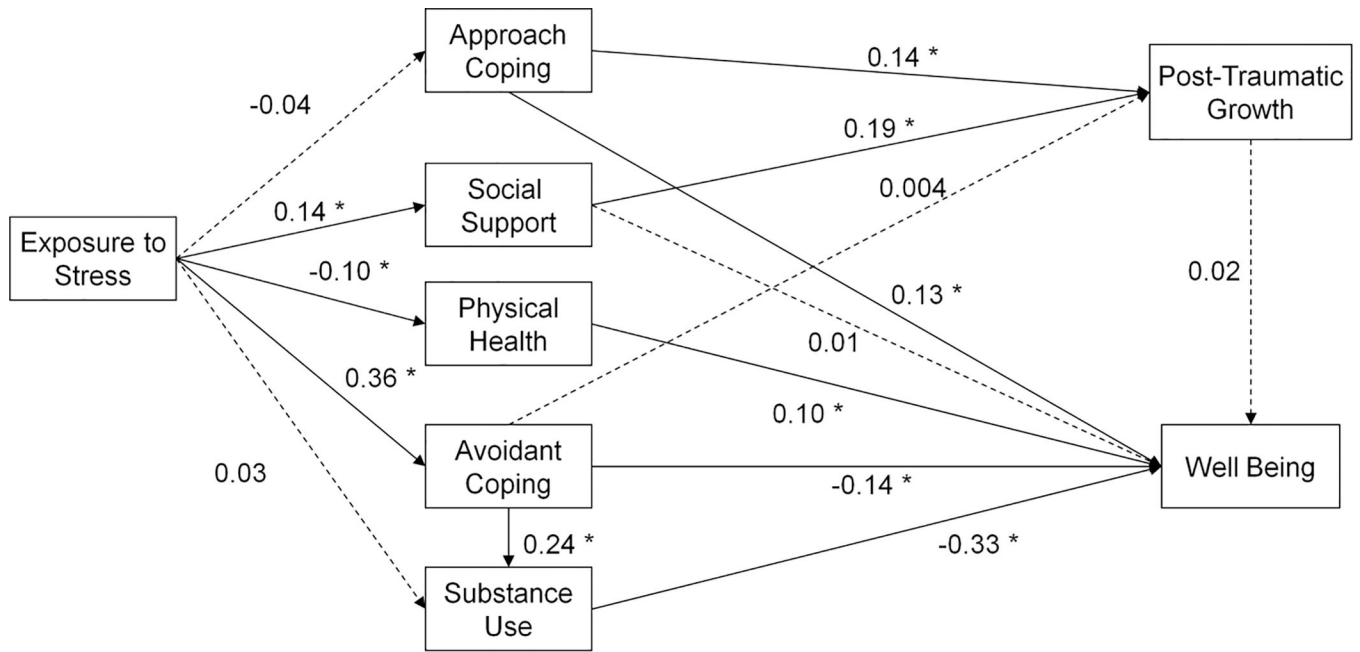 Approach
Coping
Post-Traumatic
Growth
Social
Support
Exposure to
Stress
Physical
Health
Avoidant
Coping
Well Being
Substance
Use
-0.04
0.14 *
-0.10 *
0.36 *
0.03
0.24 *
0.14 *
0.19 *
0.004
0.13 *
0.01
0.10 *
-0.14 *
-0.33 *
0.02